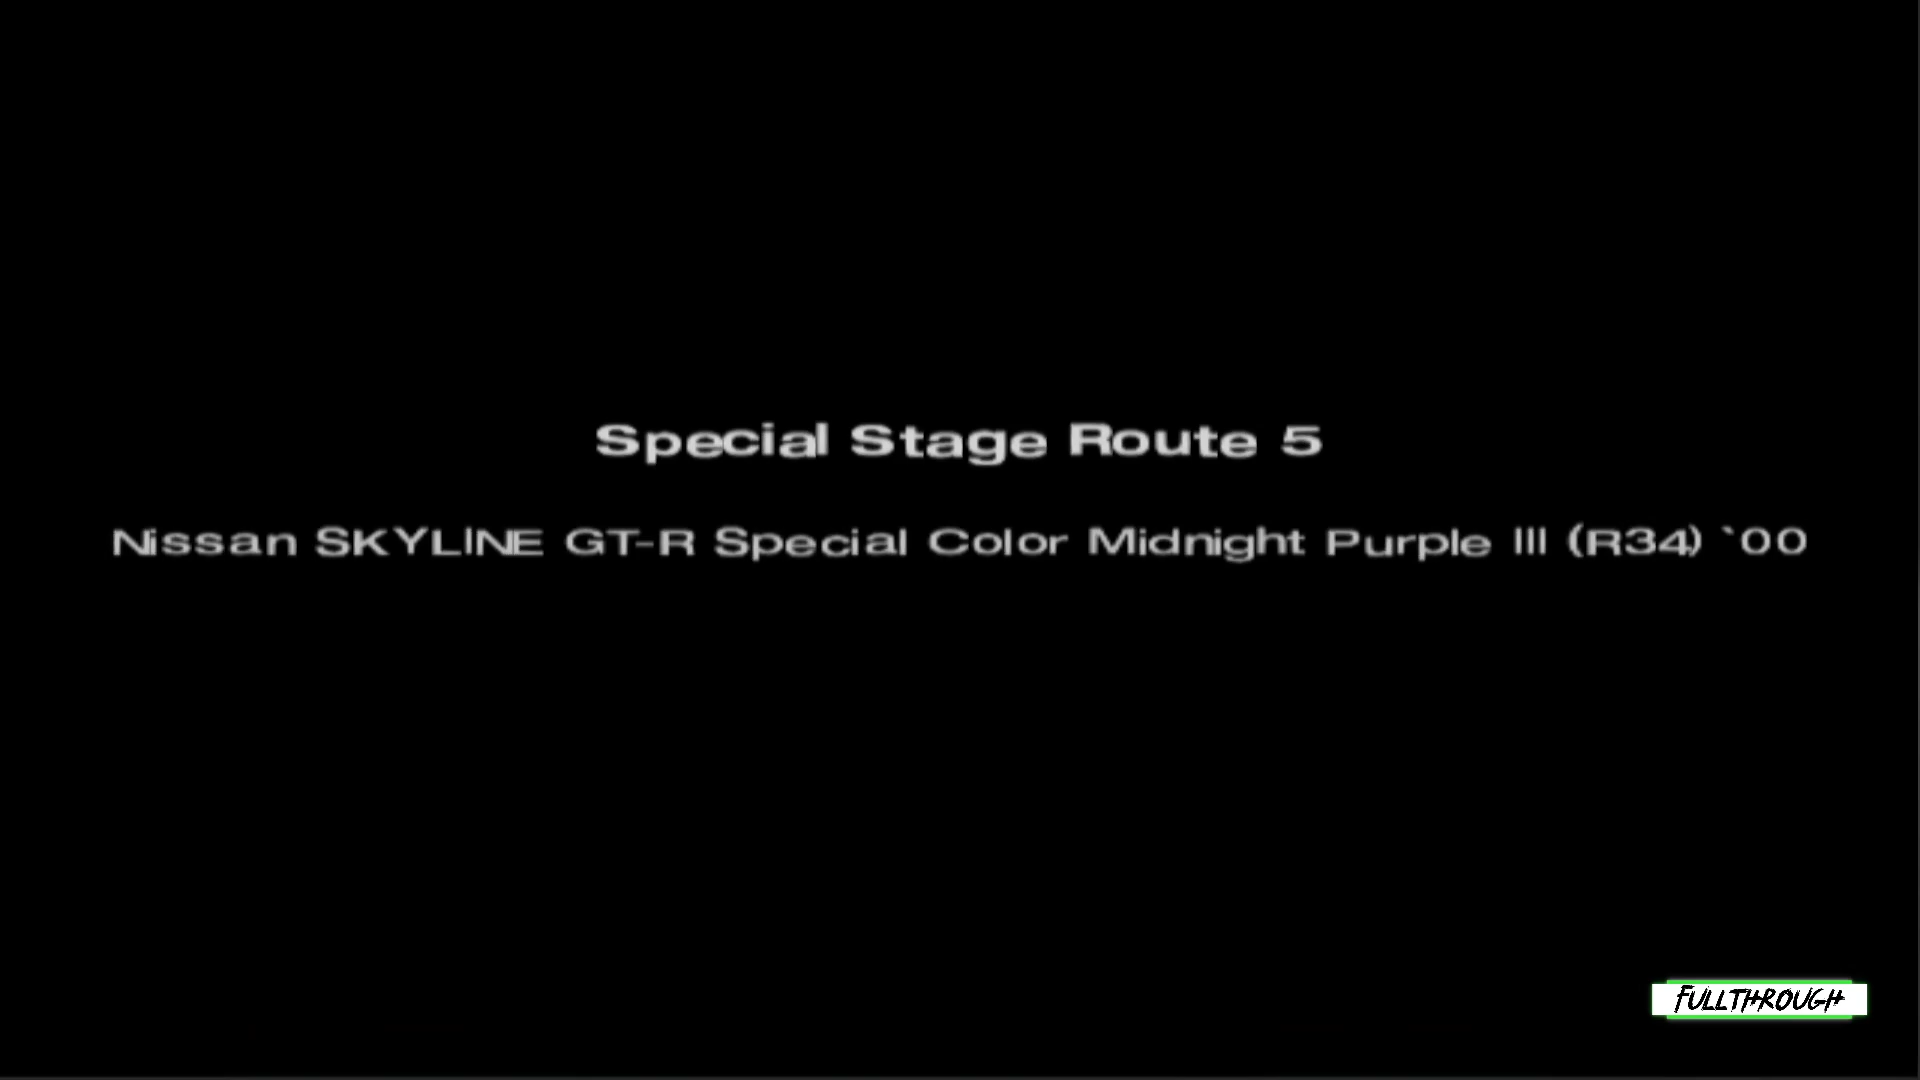 Special Stage Route 5
Nissan SKYLINE GT-R Special Color Midnight Purple III (R34) `00
FULLTHROUGH